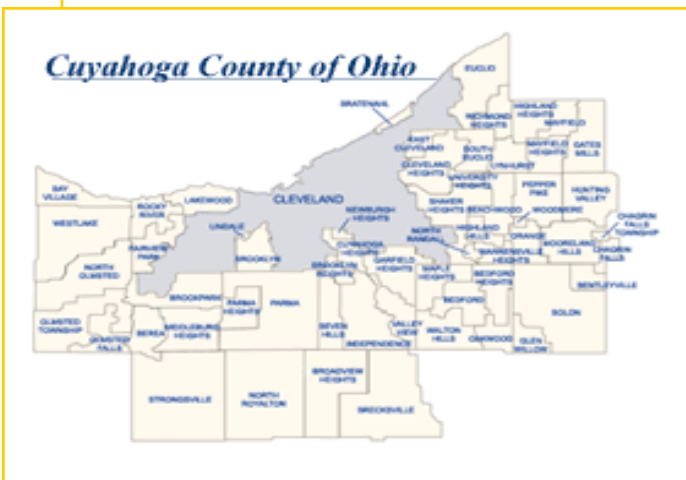 Cuyahoga County of Ohio
EUCLID
BRATENAHL
RICHMOND
HEIGHTS
HIGHLAND
HEIGHTS
MAYFIELD
EAST
CLEVELAND
SOUTH
EUCLID
MAYFIELD
HEIGHTS
GATES
MILLS
CLEVELAND
HEIGHTS
LYNHURST
UNIVERSITY
HEIGHTS
BAY
VILLAGE
LAKEWOOD
CLEVELAND
PEPPER
PIKE
HUNTING
VALLEY
ROCKY
RIVER
SHAKER
HEIGHTS
BEACHWOOD
WOODMERE
WESTLAKE
NEWBURGH
HEIGHTS
LINDALE
HIGHLAND
HILLS
CHAGRIN
FALLS
TOWNSHIP
NORTH
RANDALL
ORANGE
CUYAHOGA
HEIGHTS
MOORELAND
HILLS
FAIRVIEW
PARK
WARRENSVILLE
HEIGHTS
CHAGRIN
FALLS
BROOKLYN
GARFIELD
HEIGHTS
NORTH
OLMSTED
BROOKLYN
HEIGHTS
MAPLE
HEIGHTS
BEDFORD
HEIGHTS
BENTLEYVILLE
BROOKPARK
PARMA
HEIGHTS
PARMA
BEDFORD
SOLON
OLMSTED
TOWNSHIP
BEREA
MIDDLEBURG
HEIGHTS
SEVEN
HILLS
VALLEY
VIEW
WALTON
HILLS
OAKWOOD
OLMSTED
FALLS
INDEPENDENCE
GLEN
WILLOW
BROADVIEW
HEIGHTS
STRONGSVILLE
NORTH
ROYALTON
BRECKSVILLE